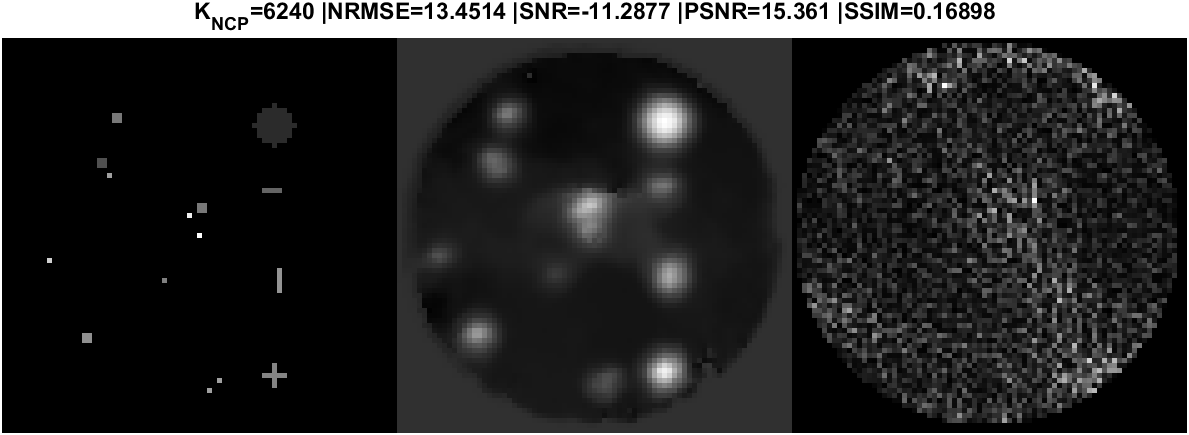 K_NCP=6240 |NRMSE=13.4514 |SNR=-11.2877 |PSNR=15.361 |SSIM=0.16898